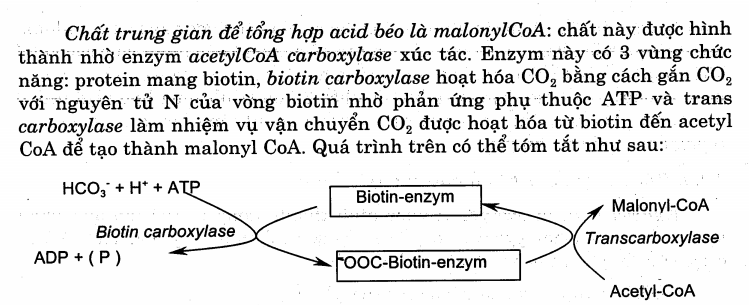 Chất trung gian để tổng hợp acid béo là malonylCoA: chất này được hình
thành nhờ enzym acetylCoA carboxylase xúc tác. Enzym này có 3 vùng chức
năng: protein mang biotin, biotin carboxylase hoạt hóa CO₂ bằng cách gắn CO₂
với nguyên tử N của vòng biotin nhờ phản ứng phụ thuộc ATP và trans
carboxylase làm nhiệm vụ vận chuyển CO₂ được hoạt hóa từ biotin đến acetyl
CoA để tạo thành malonyl CoA. Quá trình trên có thể tóm tắt như sau:
HCO₃⁻ + H⁺ + ATP
Biotin-enzym
Malonyl-CoA
Biotin carboxylase
Transcarboxylase
ADP + ( P )
⁻OOC-Biotin-enzym
Acetyl-CoA